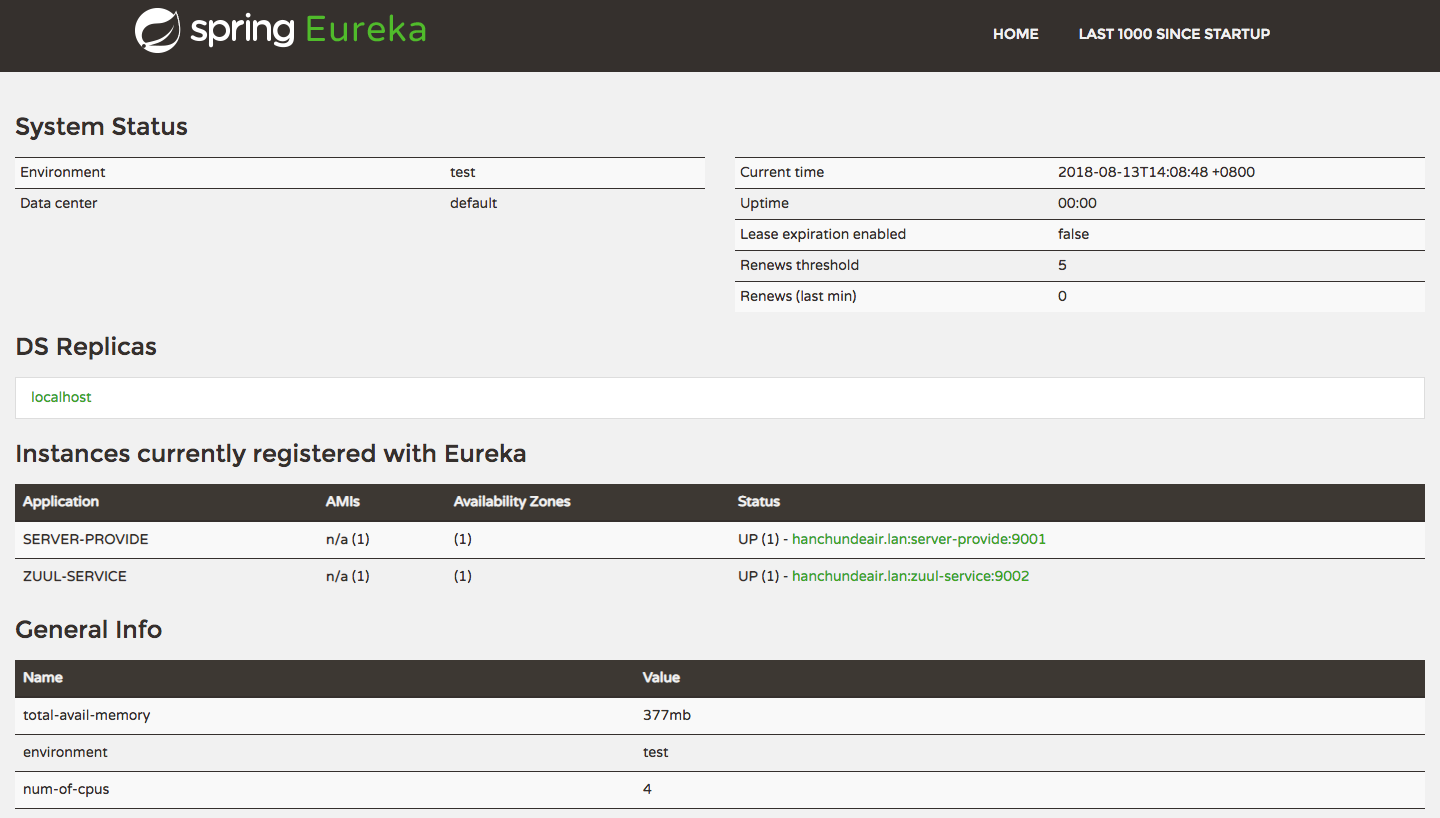 spring Eureka HOME LAST 1000 SINCE STARTUP
System Status
Environment test
Data center default
Current time 2018-08-13T14:08:48 +0800
Uptime 00:00
Lease expiration enabled false
Renews threshold 5
Renews (last min) 0
DS Replicas
localhost
Instances currently registered with Eureka
Application AMIs Availability Zones Status
SERVER-PROVIDE n/a (1) (1) UP (1) - hanchundeair.lan:server-provide:9001
ZUUL-SERVICE n/a (1) (1) UP (1) - hanchundeair.lan:zuul-service:9002
General Info
Name Value
total-avail-memory 377mb
environment test
num-of-cpus 4